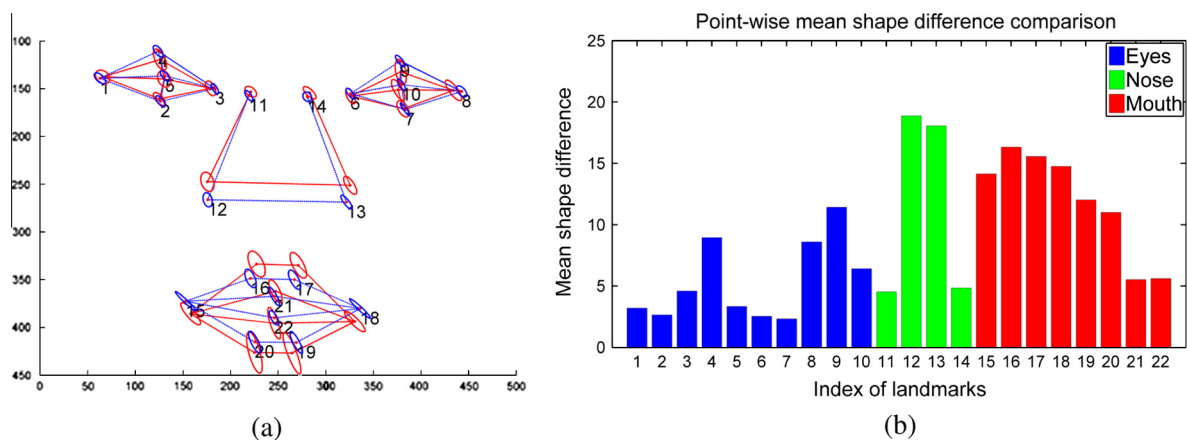 100
150
200
250
300
350
400
450
0 50 100 150 200 250 300 350 400 450 500
4
1 5 3
2
11
14
9
10
6 8
7
12 13
16 17
15 21 18
22
20 19
(a)
Point-wise mean shape difference comparison
25
20
15
10
5
0
Mean shape difference
Eyes
Nose
Mouth
1 2 3 4 5 6 7 8 9 10 11 12 13 14 15 16 17 18 19 20 21 22
Index of landmarks
(b)